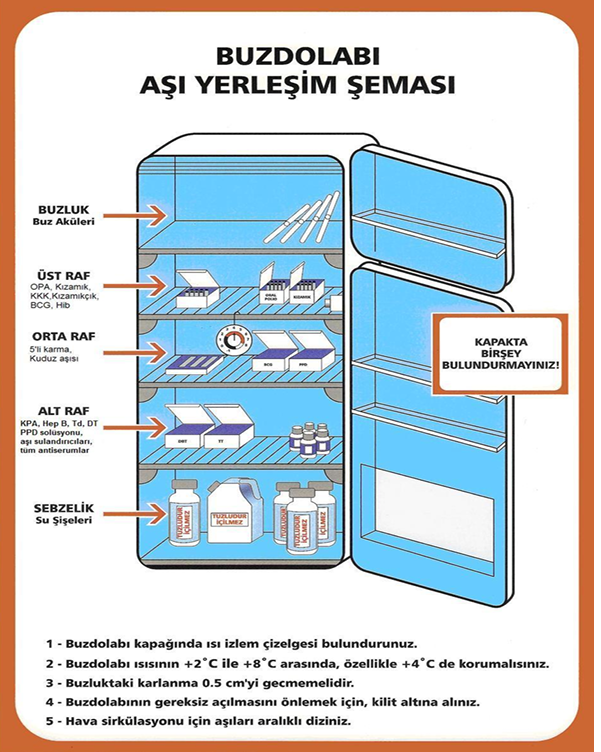 BUZDOLABI
AŞI YERLEŞİM ŞEMASI
BUZLUK
Buz Aküleri
ÜST RAF
OPA, Kızamık,
KKK,Kızamıkçık,
BCG, Hib
ORAL
POLIO
KIZAMIK
ORTA RAF
5'li karma,
Kuduz aşısı
BCG
PPD
KAPAKTA
BİRŞEY
BULUNDURMAYINIZ!
ALT RAF
KPA, Hep B, Td, DT
PPD solüsyonu,
aşı sulandırıcıları,
tüm antiserumlar
DBT
TT
SEBZELİK
Su Şişeleri
TUZLUDUR
İÇİLMEZ
TUZLUDUR
İÇİLMEZ
TUZLUDUR
İÇİLMEZ
TUZLUDUR
İÇİLMEZ
1 - Buzdolabı kapağında ısı izlem çizelgesi bulundurunuz.
2 - Buzdolabı ısısının +2˚C ile +8˚C arasında, özellikle +4˚C de korumalısınız.
3 - Buzluktaki karlanma 0.5 cm'yi gecmemelidir.
4 - Buzdolabının gereksiz açılmasını önlemek için, kilit altına alınız.
5 - Hava sirkülasyonu için aşıları aralıklı diziniz.